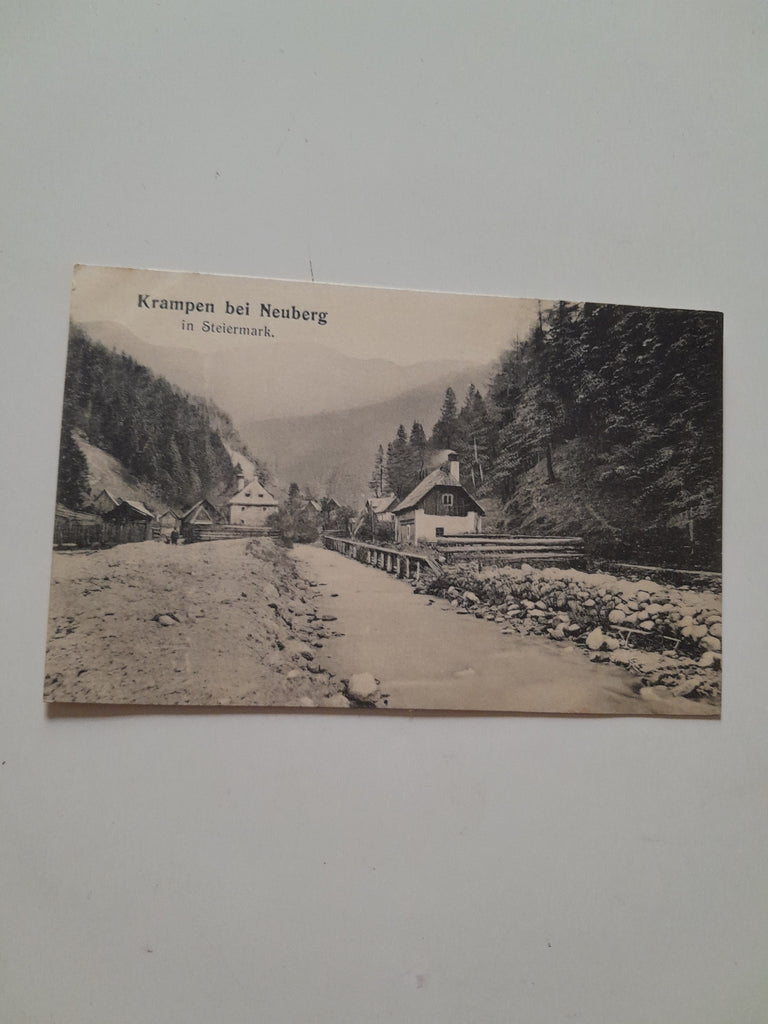 Krampen bei Neuberg
in Steiermark.